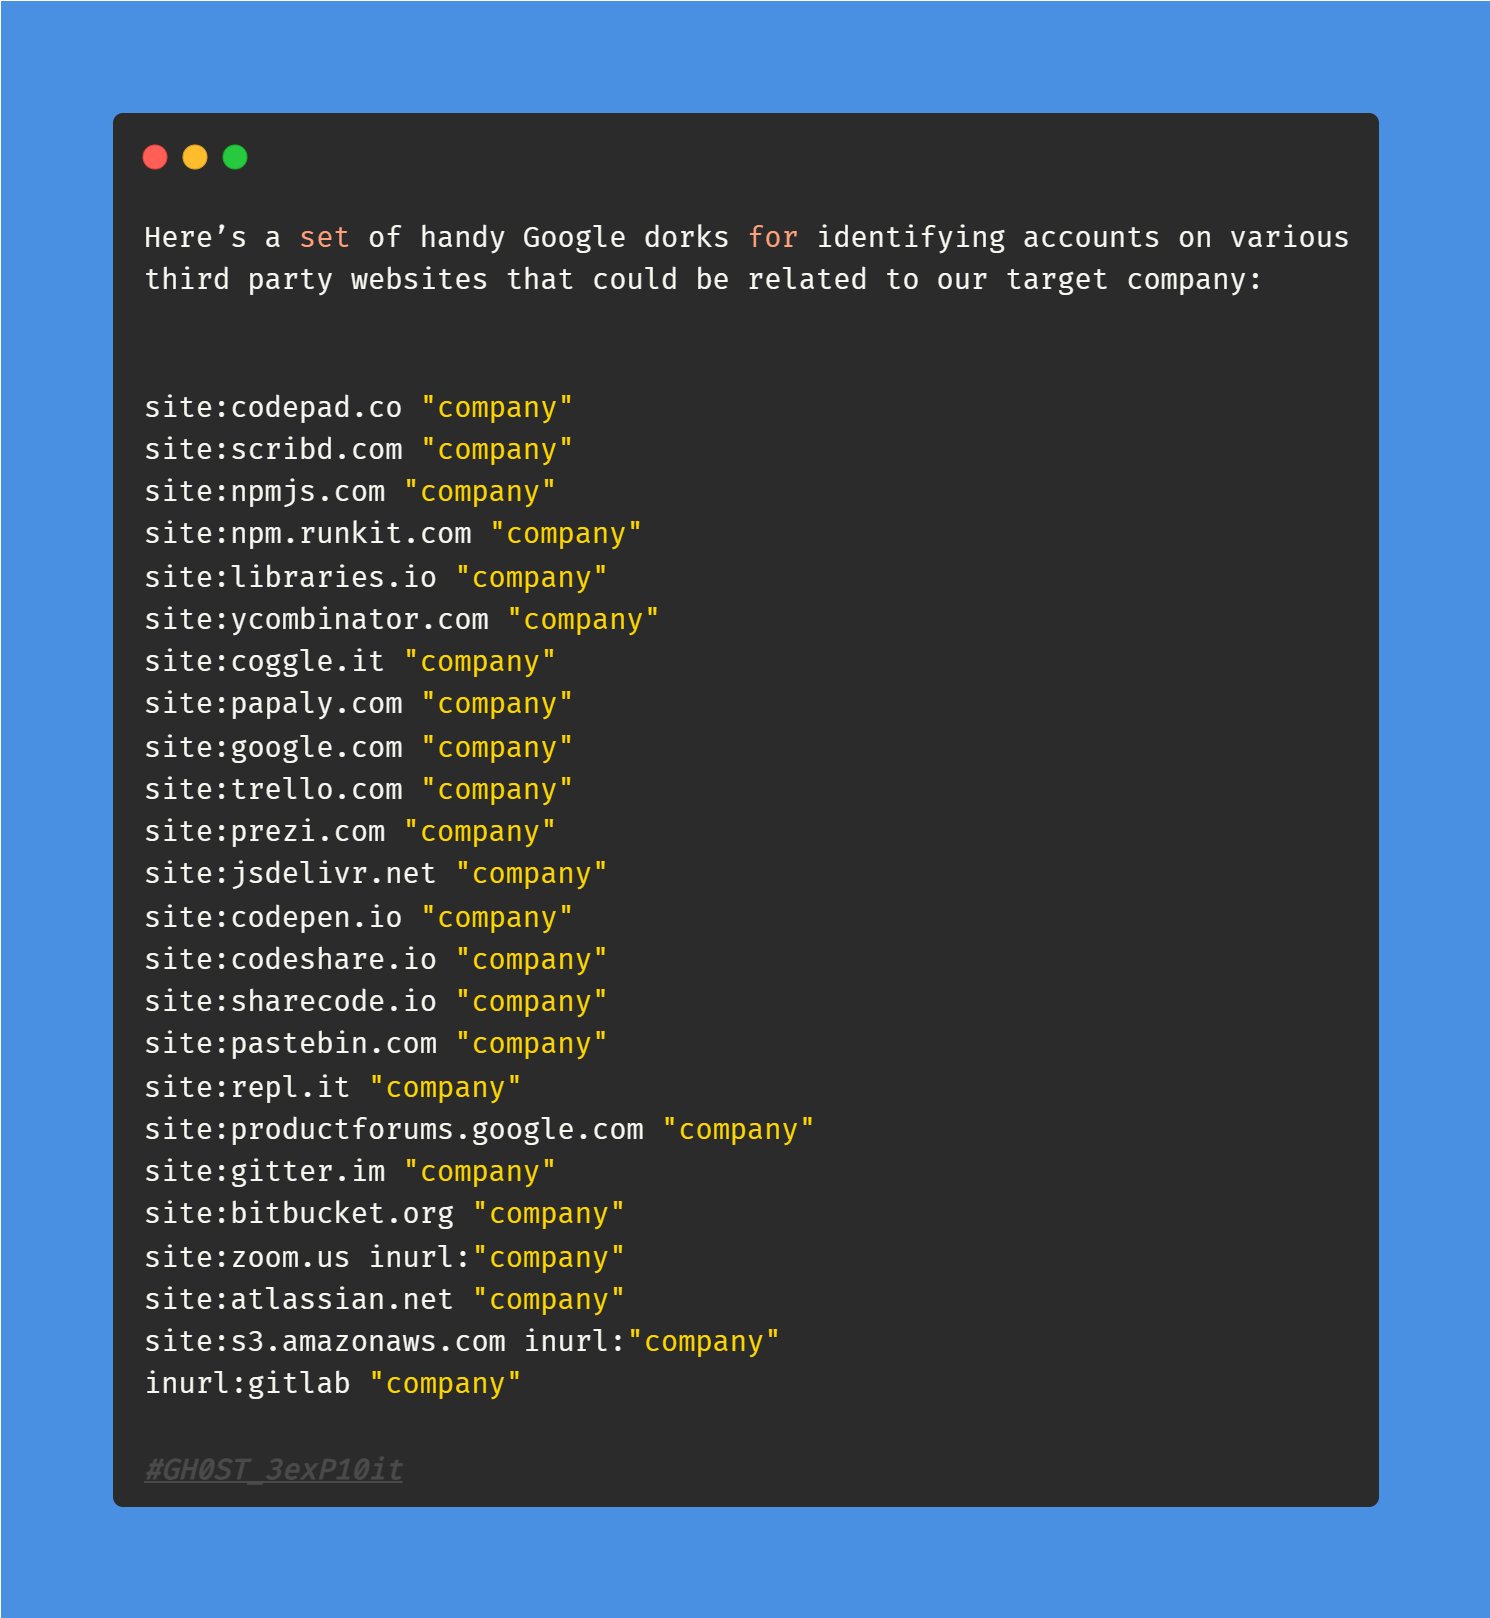 Here’s a set of handy Google dorks for identifying accounts on various
third party websites that could be related to our target company:
site:codepad.co "company"
site:scribd.com "company"
site:npmjs.com "company"
site:npm.runkit.com "company"
site:libraries.io "company"
site:ycombinator.com "company"
site:coggle.it "company"
site:papaly.com "company"
site:google.com "company"
site:trello.com "company"
site:prezi.com "company"
site:jsdelivr.net "company"
site:codepen.io "company"
site:codeshare.io "company"
site:sharecode.io "company"
site:pastebin.com "company"
site:repl.it "company"
site:productforums.google.com "company"
site:gitter.im "company"
site:bitbucket.org "company"
site:zoom.us inurl:"company"
site:atlassian.net "company"
site:s3.amazonaws.com inurl:"company"
inurl:gitlab "company"
#GH0ST_3exP10it